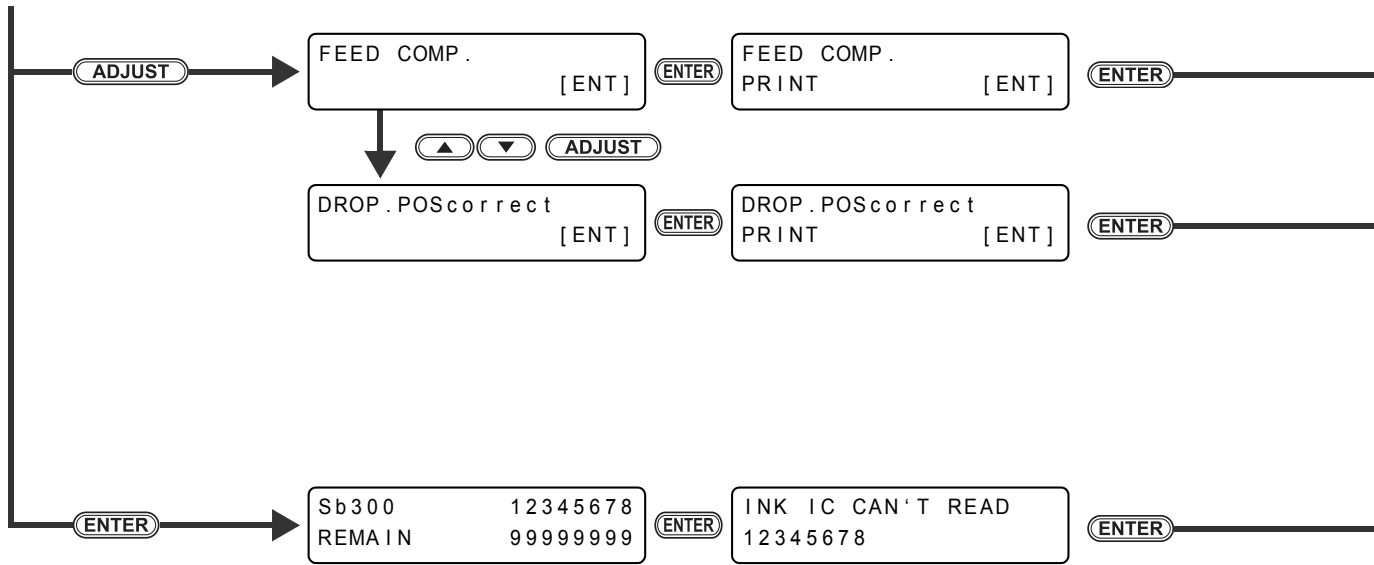 ADJUST
FEED COMP.
[ENT]
ENTER
FEED COMP.
PRINT [ENT]
ENTER
ADJUST
DROP.POScorrect
[ENT]
ENTER
DROP.POScorrect
PRINT [ENT]
ENTER
ENTER
Sb300 12345678
REMAIN 99999999
ENTER
INK IC CAN'T READ
12345678
ENTER